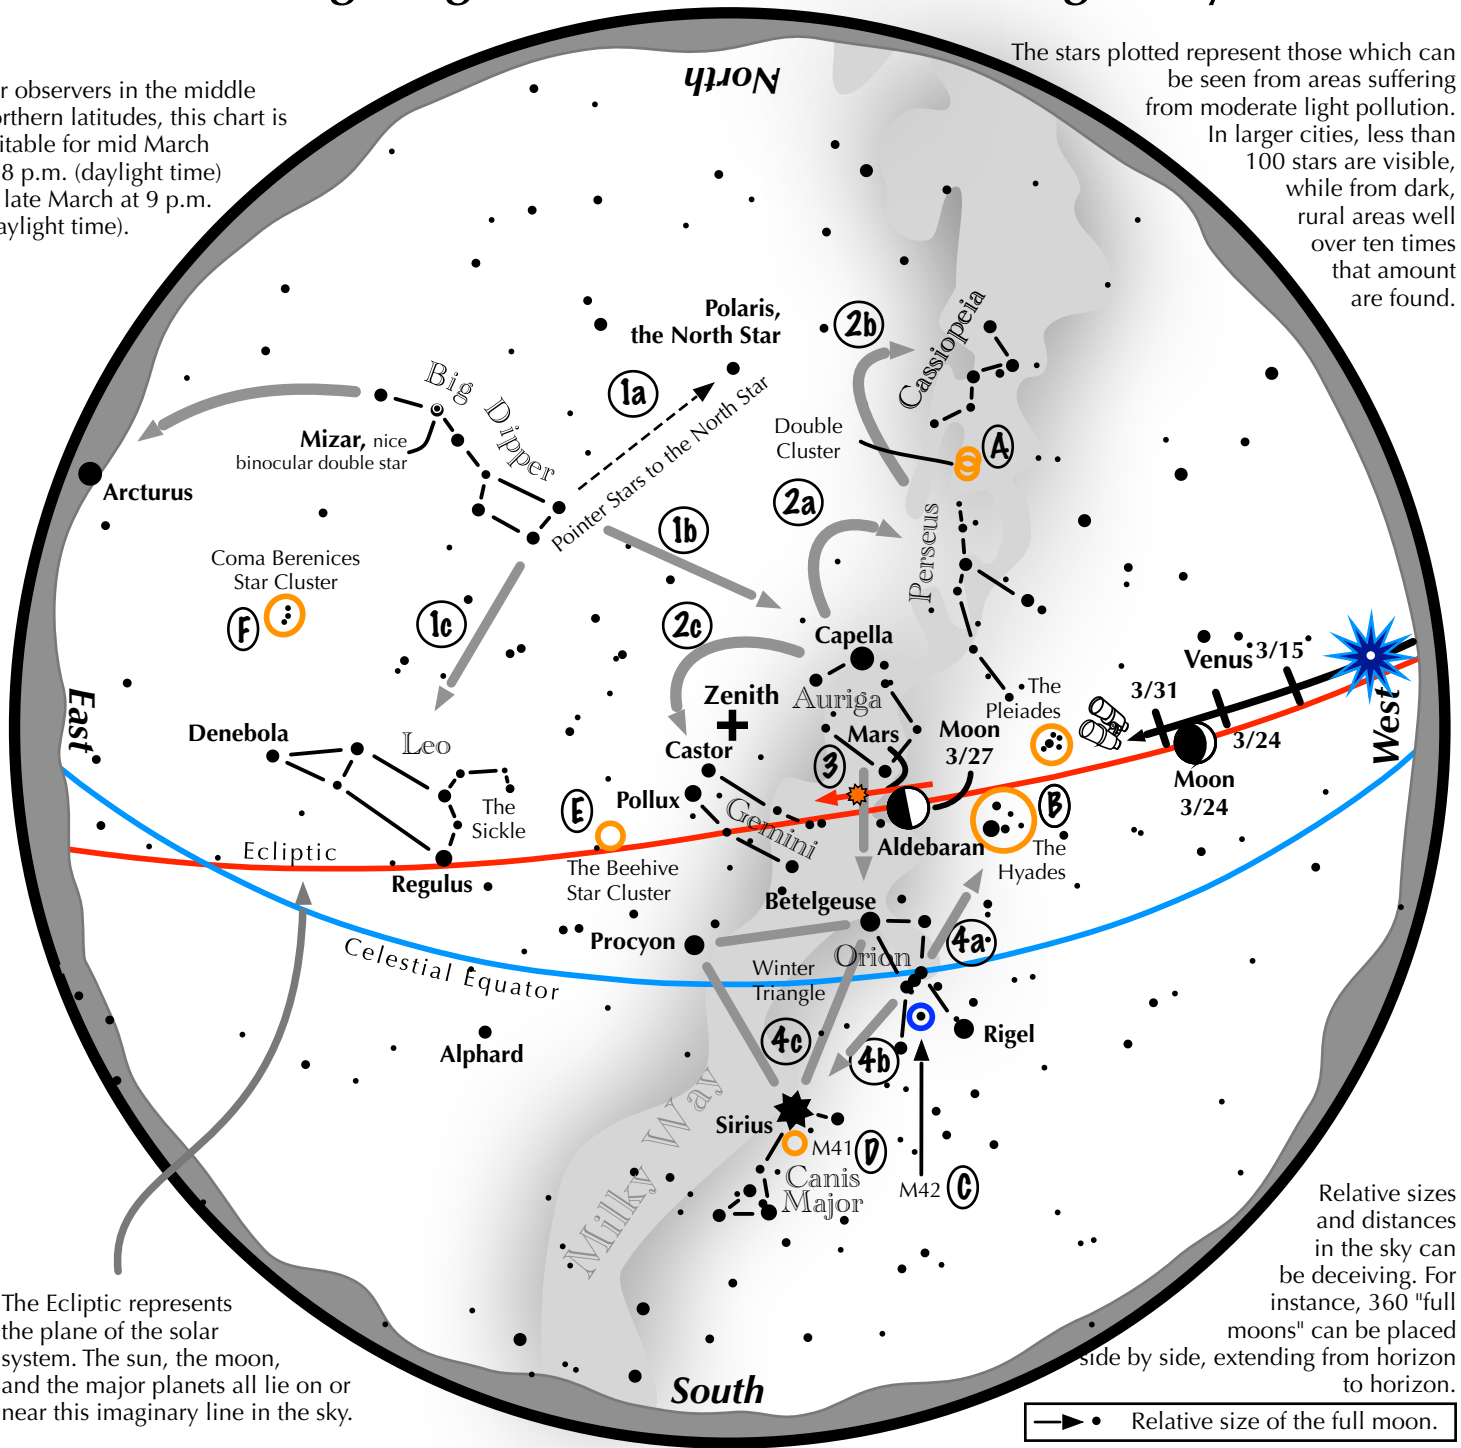 North
The stars plotted represent those which can
be seen from areas suffering
from moderate light pollution.
In larger cities, less than
100 stars are visible,
while from dark,
rural areas well
over ten times
that amount
are found.
r observers in the middle
rthern latitudes, this chart is
itable for mid March
8 p.m. (daylight time)
late March at 9 p.m.
aylight time).
Polaris,
the North Star
2b
Cassiopeia
Big Dipper
1a
Pointer Stars to the North Star
Mizar, nice
binocular double star
Double
Cluster
A
Arcturus
2a
Perseus
1b
Coma Berenices
Star Cluster
F
1c
2c
Capella
Venus
3/15
3/31
3/24
West
East
Zenith
Auriga
The
Pleiades
Denebola
Leo
Castor
Mars
Moon
3/27
Moon
3/24
3
The
Sickle
E
Pollux
Gemini
B
Ecliptic
The Beehive
Star Cluster
Aldebaran
The
Hyades
Regulus
Betelgeuse
Procyon
Orion
4a
Celestial Equator
Winter
Triangle
Rigel
Alphard
4c
4b
Milky Way
Sirius
M41
D
Canis
Major
M42
C
Relative sizes
and distances
in the sky can
be deceiving. For
instance, 360 "full
moons" can be placed
side by side, extending from horizon
to horizon.
The Ecliptic represents
the plane of the solar
system. The sun, the moon,
and the major planets all lie on or
near this imaginary line in the sky.
South
Relative size of the full moon.